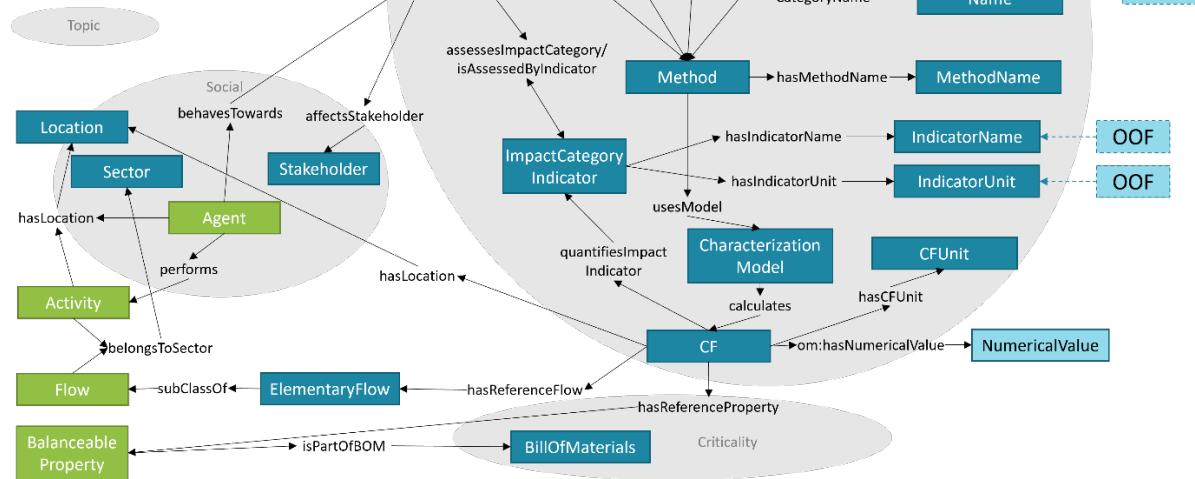 CategoryName
Name
Topic
assessesImpactCategory/
isAssessedByIndicator
Method
hasMethodName
MethodName
Social
behavesTowards
affectsStakeholder
Location
hasIndicatorName
IndicatorName
OOF
Sector
Stakeholder
ImpactCategory
Indicator
hasIndicatorUnit
IndicatorUnit
OOF
hasLocation
Agent
usesModel
performs
quantifiesImpact
Indicator
Characterization
Model
CFUnit
hasLocation
Activity
calculates
hasCFUnit
belongsToSector
CF
om:hasNumericalValue
NumericalValue
Flow
subClassOf
ElementaryFlow
hasReferenceFlow
hasReferenceProperty
Balanceable
Property
isPartOfBOM
BillOfMaterials
Criticality